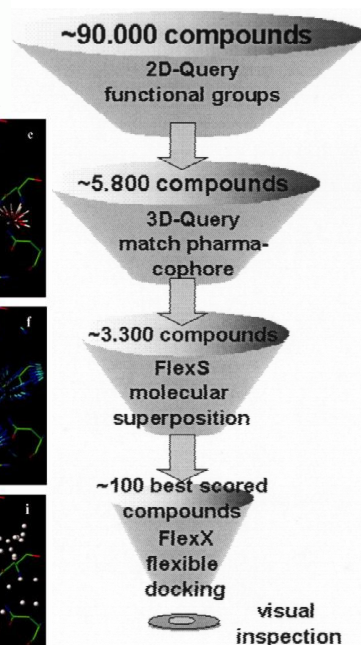 ~90.000 compounds
2D-Query
functional groups
e
~5.800 compounds
3D-Query
match pharma-
cophore
f
~3.300 compounds
FlexS
molecular
superposition
i
~100 best scored
compounds
FlexX
flexible
docking
visual
inspection